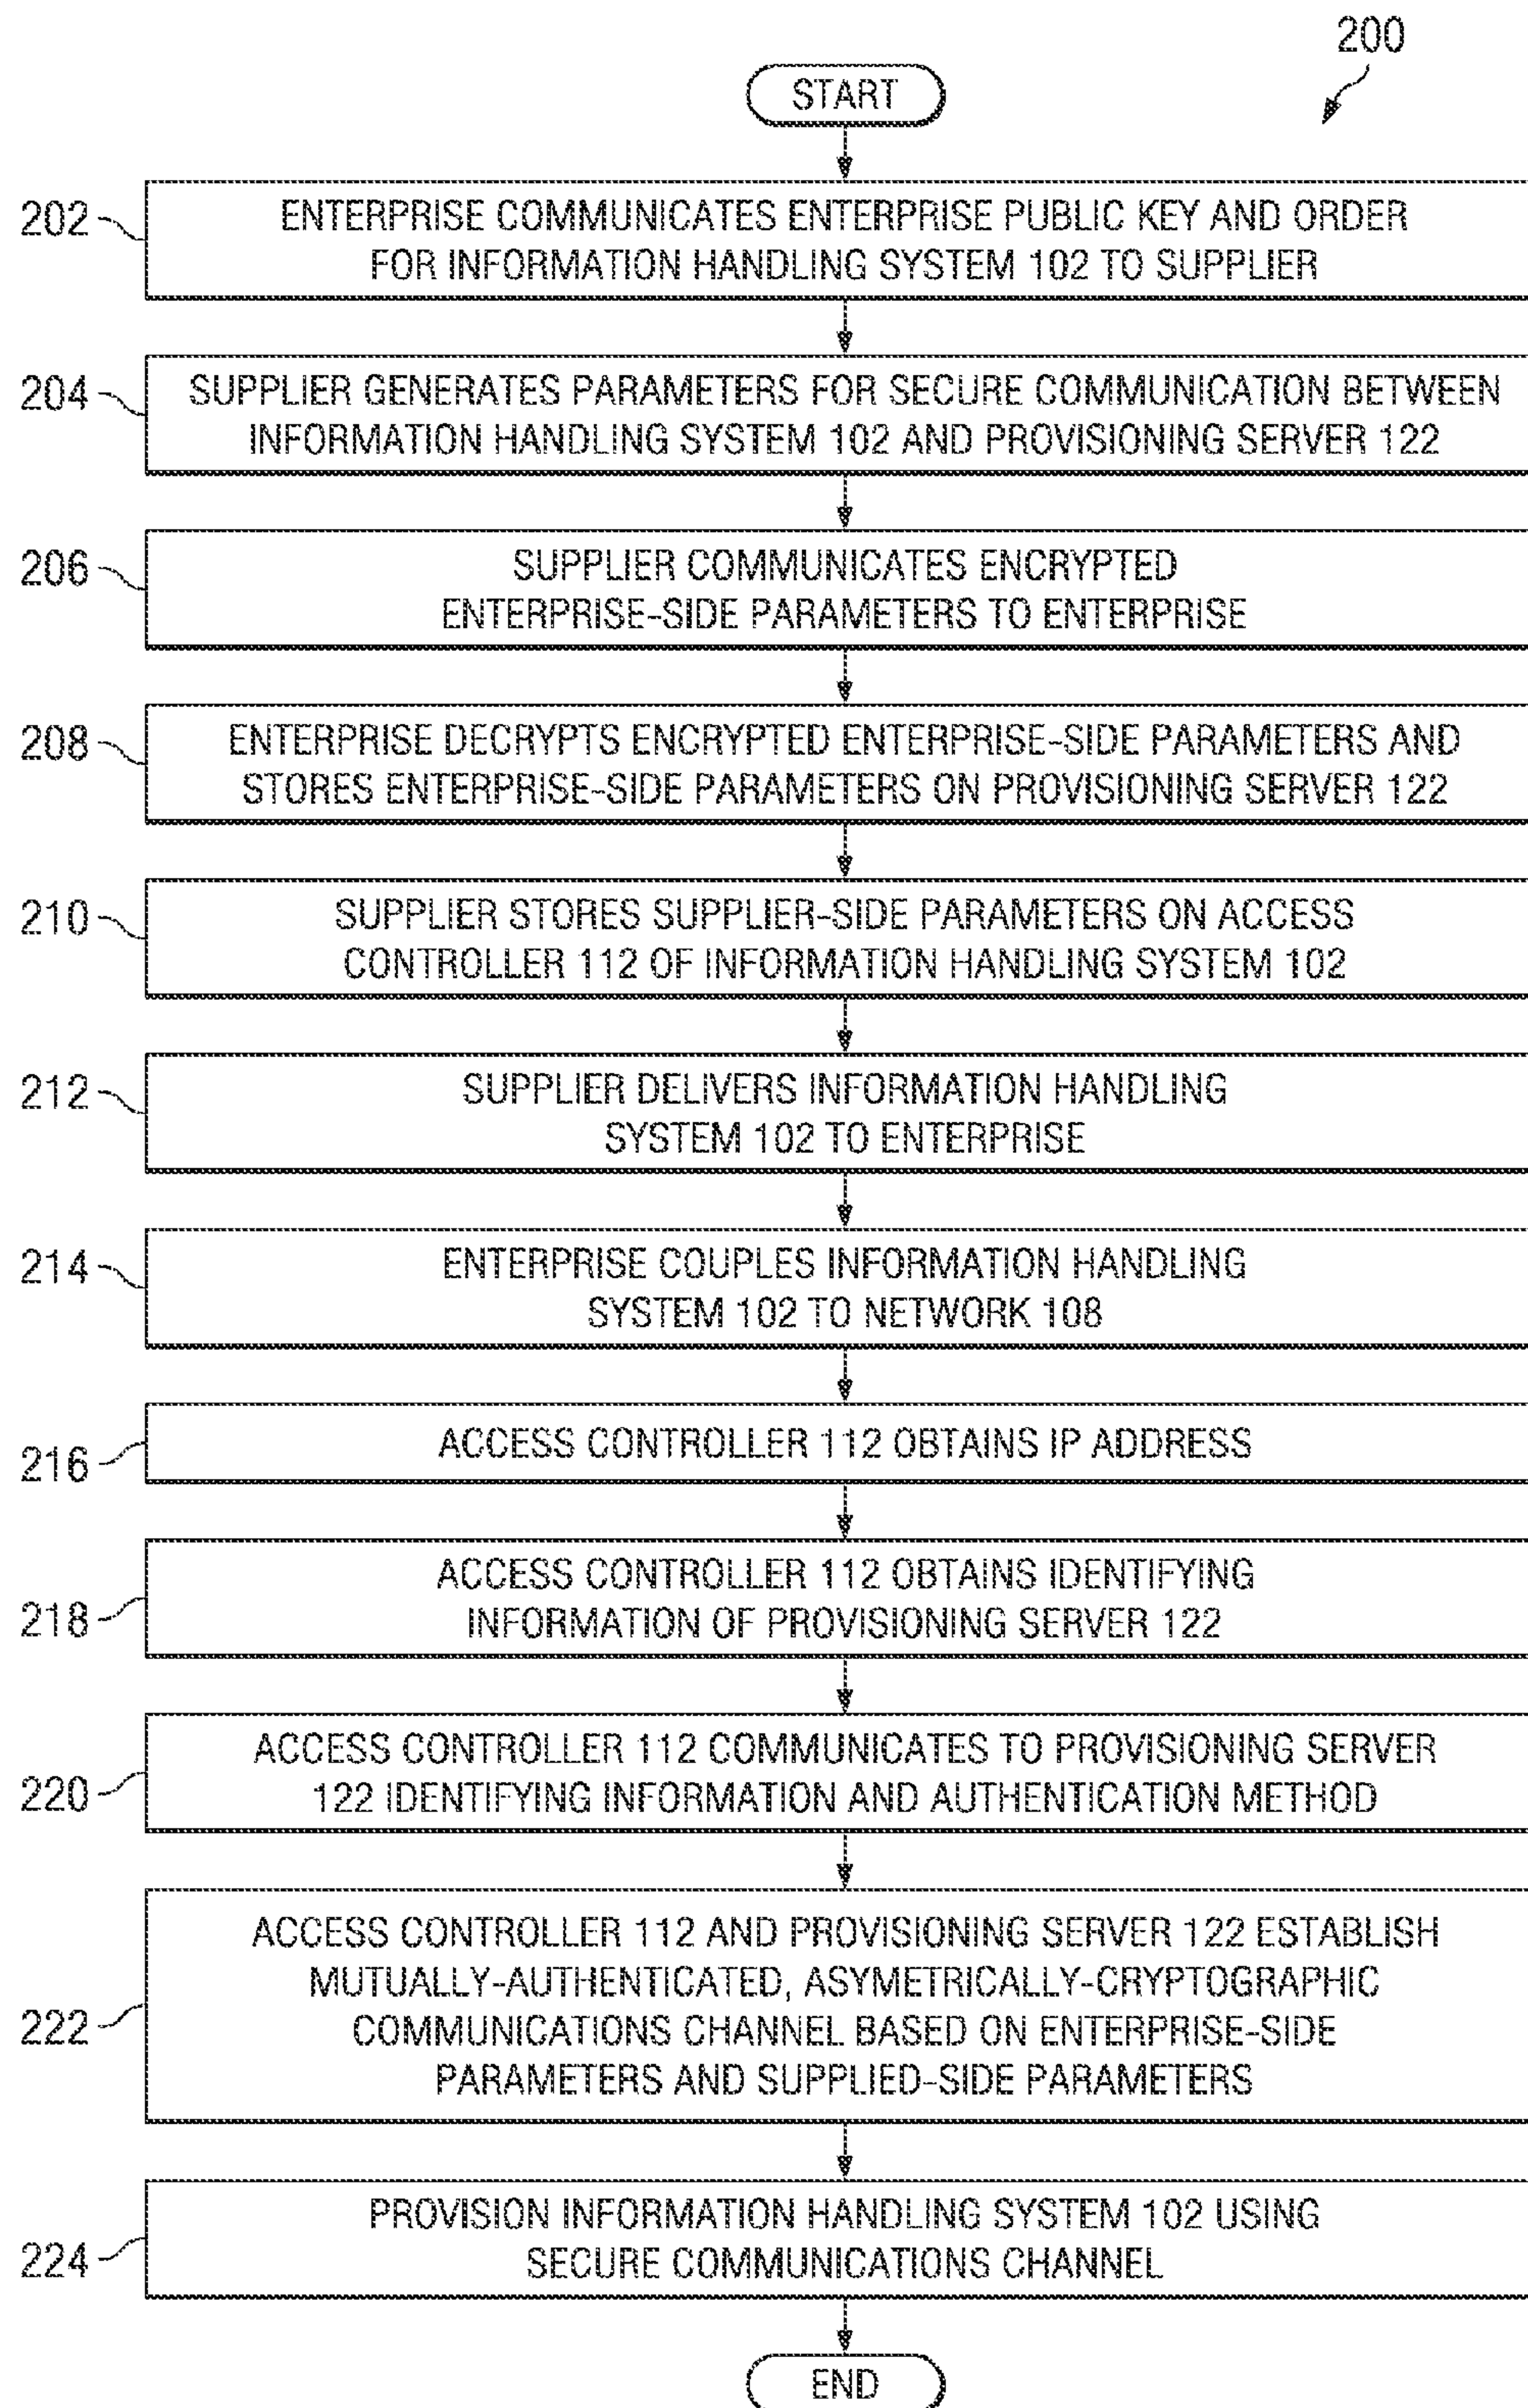 200
START
202
ENTERPRISE COMMUNICATES ENTERPRISE PUBLIC KEY AND ORDER
FOR INFORMATION HANDLING SYSTEM 102 TO SUPPLIER
204
SUPPLIER GENERATES PARAMETERS FOR SECURE COMMUNICATION BETWEEN
INFORMATION HANDLING SYSTEM 102 AND PROVISIONING SERVER 122
206
SUPPLIER COMMUNICATES ENCRYPTED
ENTERPRISE-SIDE PARAMETERS TO ENTERPRISE
208
ENTERPRISE DECRYPTS ENCRYPTED ENTERPRISE-SIDE PARAMETERS AND
STORES ENTERPRISE-SIDE PARAMETERS ON PROVISIONING SERVER 122
210
SUPPLIER STORES SUPPLIER-SIDE PARAMETERS ON ACCESS
CONTROLLER 112 OF INFORMATION HANDLING SYSTEM 102
212
SUPPLIER DELIVERS INFORMATION HANDLING
SYSTEM 102 TO ENTERPRISE
214
ENTERPRISE COUPLES INFORMATION HANDLING
SYSTEM 102 TO NETWORK 108
216
ACCESS CONTROLLER 112 OBTAINS IP ADDRESS
218
ACCESS CONTROLLER 112 OBTAINS IDENTIFYING
INFORMATION OF PROVISIONING SERVER 122
220
ACCESS CONTROLLER 112 COMMUNICATES TO PROVISIONING SERVER
122 IDENTIFYING INFORMATION AND AUTHENTICATION METHOD
222
ACCESS CONTROLLER 112 AND PROVISIONING SERVER 122 ESTABLISH
MUTUALLY-AUTHENTICATED, ASYMETRICALLY-CRYPTOGRAPHIC
COMMUNICATIONS CHANNEL BASED ON ENTERPRISE-SIDE
PARAMETERS AND SUPPLIED-SIDE PARAMETERS
224
PROVISION INFORMATION HANDLING SYSTEM 102 USING
SECURE COMMUNICATIONS CHANNEL
END